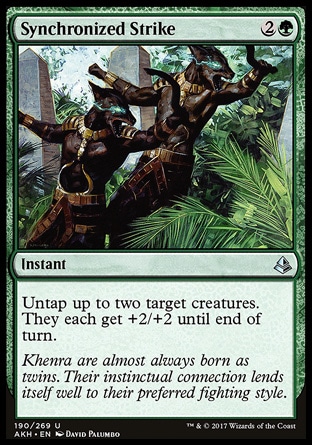 Synchronized Strike 2
Instant
Untap up to two target creatures.
They each get +2/+2 until end of
turn.
Khenra are almost always born as
twins. Their instinctual connection lends
itself well to their preferred fighting style.
190/269 U
AKH • EN DAVID PALUMBO
™ & © 2017 Wizards of the Coast